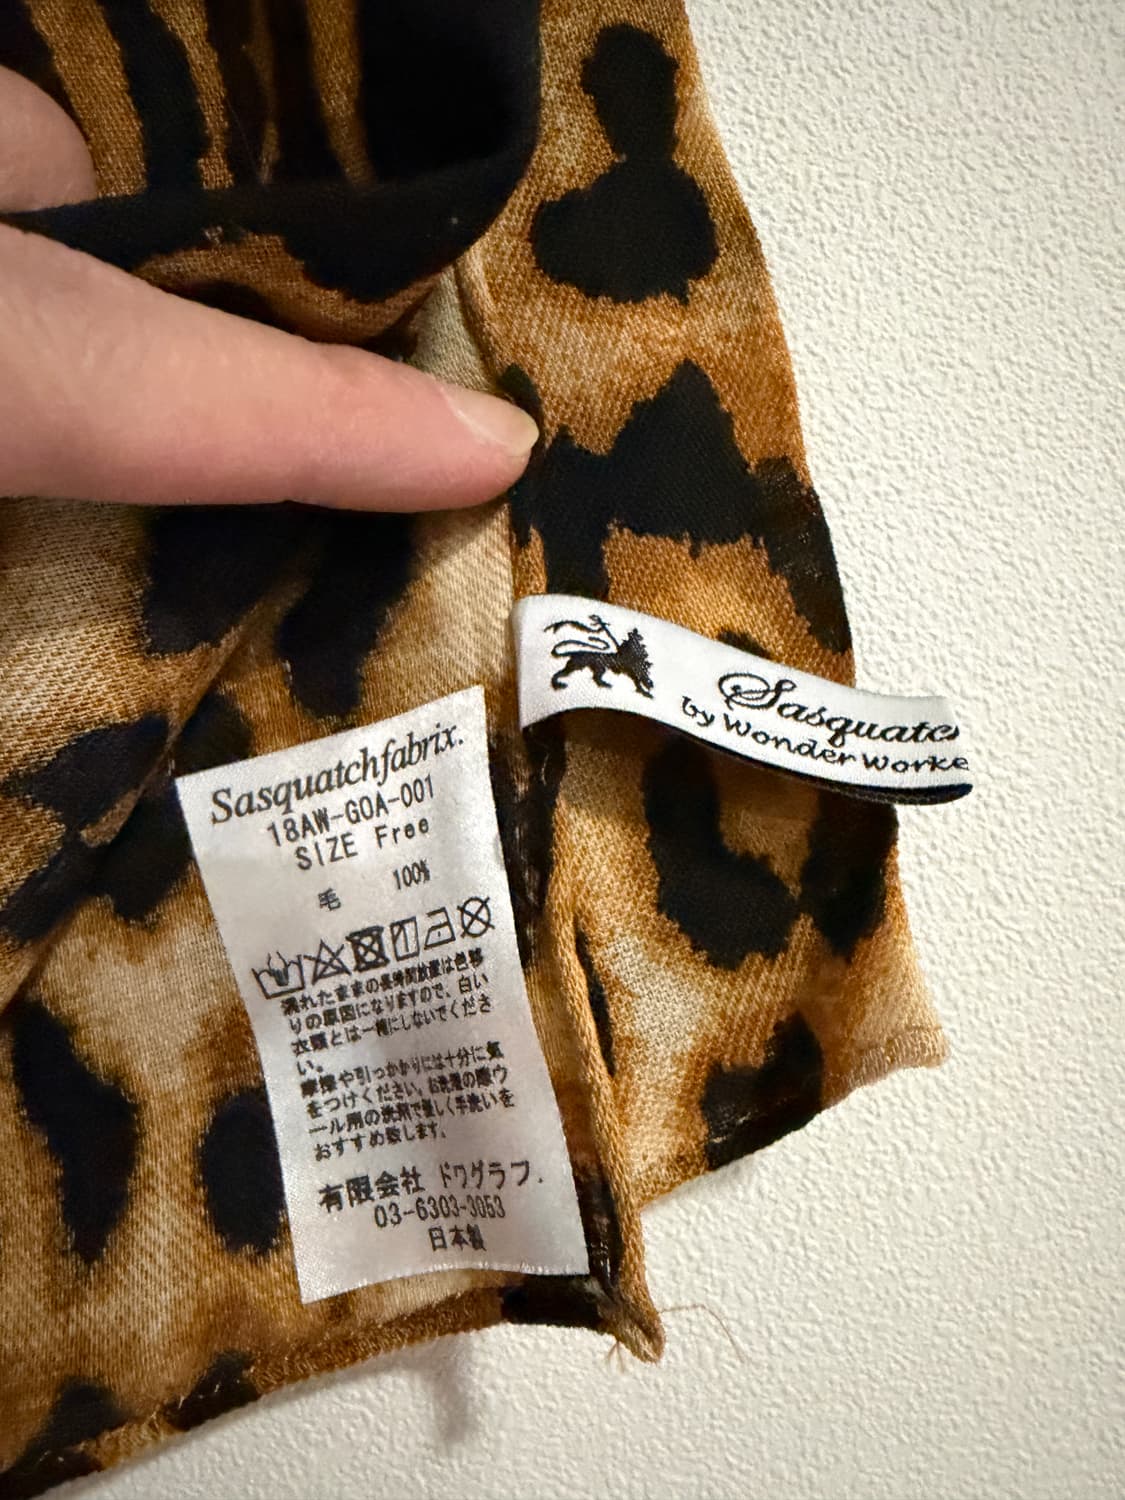 Sasquatchfabrix.
18AW-GOA-001
SIZE Free
毛 100%
濡れたままの長時間放置は色移
りの原因になりますので、白い
衣類とは一緒にしないでくださ
い。
摩擦や引っかかりには十分に気
をつけください。お洗濯の際ウ
ール用の洗剤で優しく手洗いを
おすすめ致します。
有限会社 ドワグラフ.
03-6303-3053
日本製
Sasquatc
by Wonder Worke